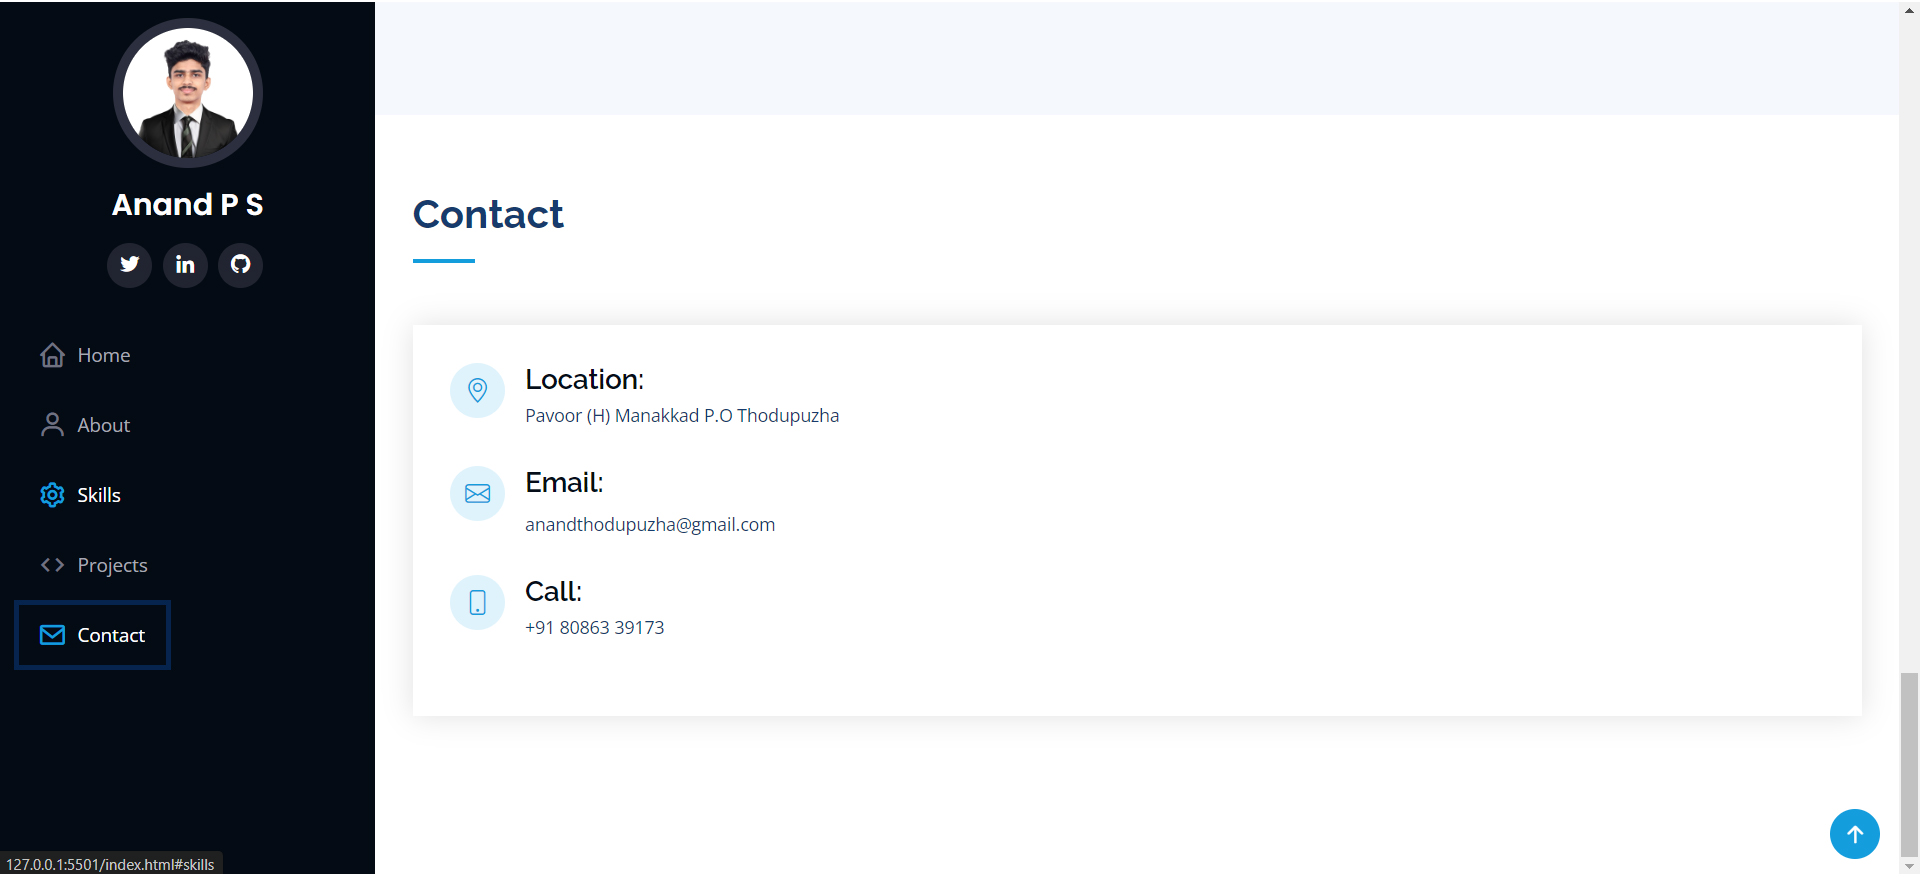 Anand P S
Home
About
Skills
Projects
Contact
127.0.0.1:5501/index.html#skills
Contact
Location:
Pavoor (H) Manakkad P.O Thodupuzha
Email:
anandthodupuzha@gmail.com
Call:
+91 80863 39173